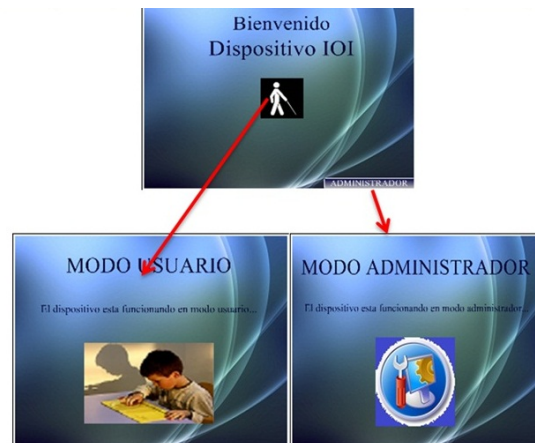 Bienvenido
Dispositivo IOI
ADMINISTRADOR
MODO USUARIO
El dispositivo esta funcionando en modo usuario...
MODO ADMINISTRADOR
El dispositivo esta funcionando en modo administrador...